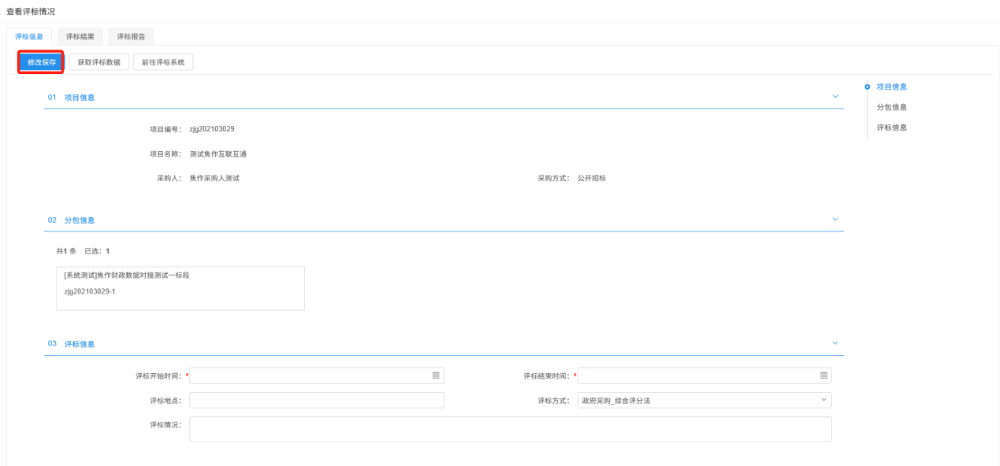 查看评标情况
评标信息 评标结果 评标报告
修改保存 获取评标数据 前往评标系统
01 项目信息
项目编号: zjg202103029
项目名称: 测试焦作互联互通
采购人: 焦作采购人测试 采购方式: 公开招标
02 分包信息
共1 条 已选: 1
[系统测试]焦作财政数据对接测试一标段
zjg202103029-1
03 评标信息
评标开始时间: * 评标结束时间: *
评标地点: 评标方式: 政府采购_综合评分法
评标情况:
项目信息
分包信息
评标信息